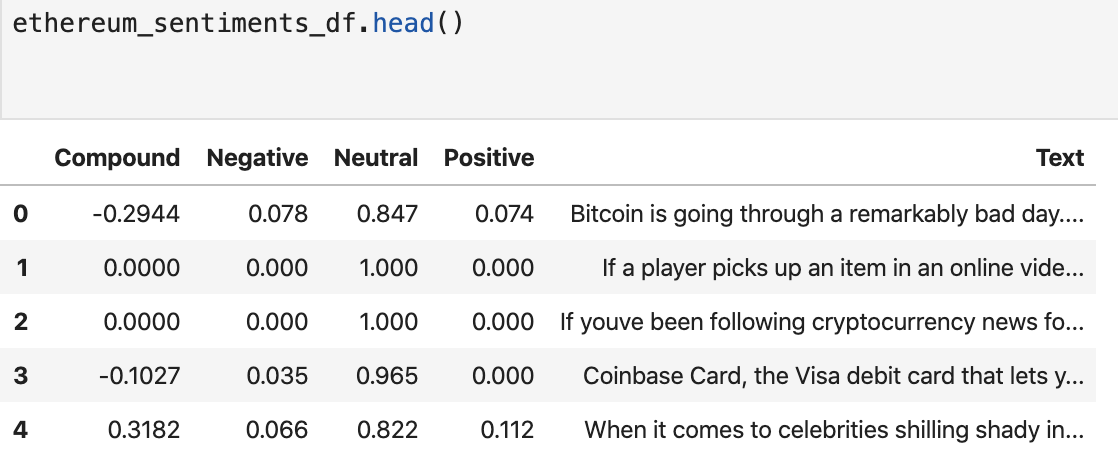 ethereum_sentiments_df.head()
Compound Negative Neutral Positive Text
0 -0.2944 0.078 0.847 0.074 Bitcoin is going through a remarkably bad day....
1 0.0000 0.000 1.000 0.000 If a player picks up an item in an online vide...
2 0.0000 0.000 1.000 0.000 If youve been following cryptocurrency news fo...
3 -0.1027 0.035 0.965 0.000 Coinbase Card, the Visa debit card that lets y...
4 0.3182 0.066 0.822 0.112 When it comes to celebrities shilling shady in...